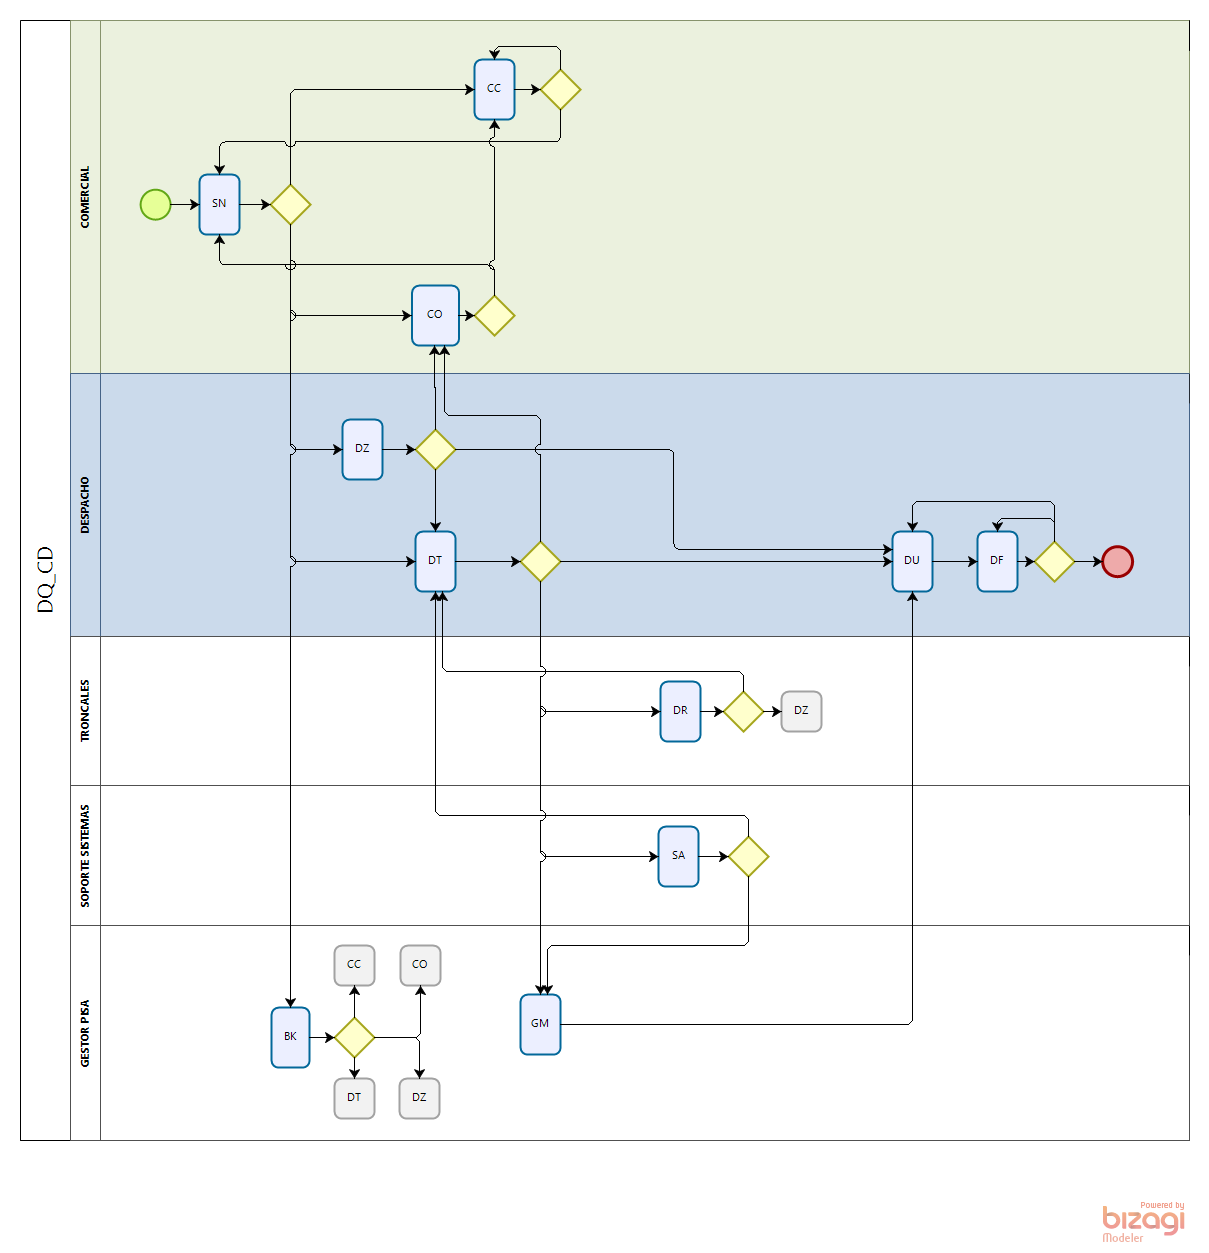 DQ_CD
COMERCIAL
CC
SN
CO
DESPACHO
DZ
DT
DU
DF
TRONCALES
DR
DZ
SOPORTE SISTEMAS
SA
GESTOR PISA
CC
CO
BK
GM
DT
DZ
Powered by
bizagi
Modeler